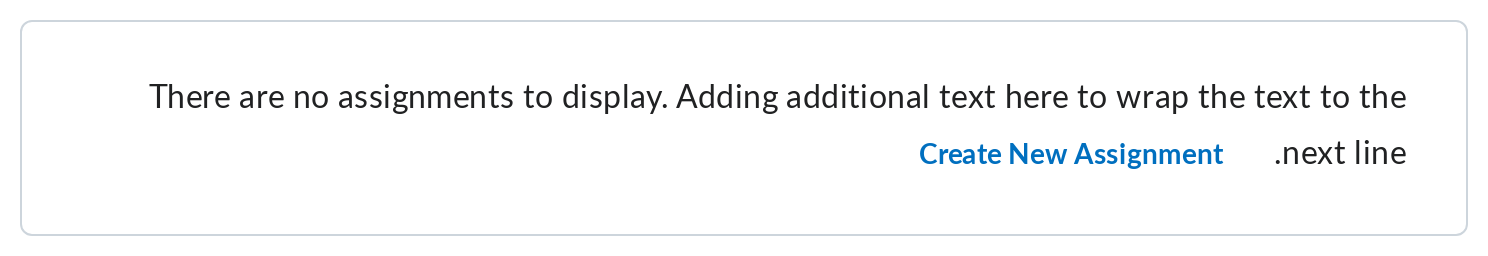 There are no assignments to display. Adding additional text here to wrap the text to the
.next line Create New Assignment